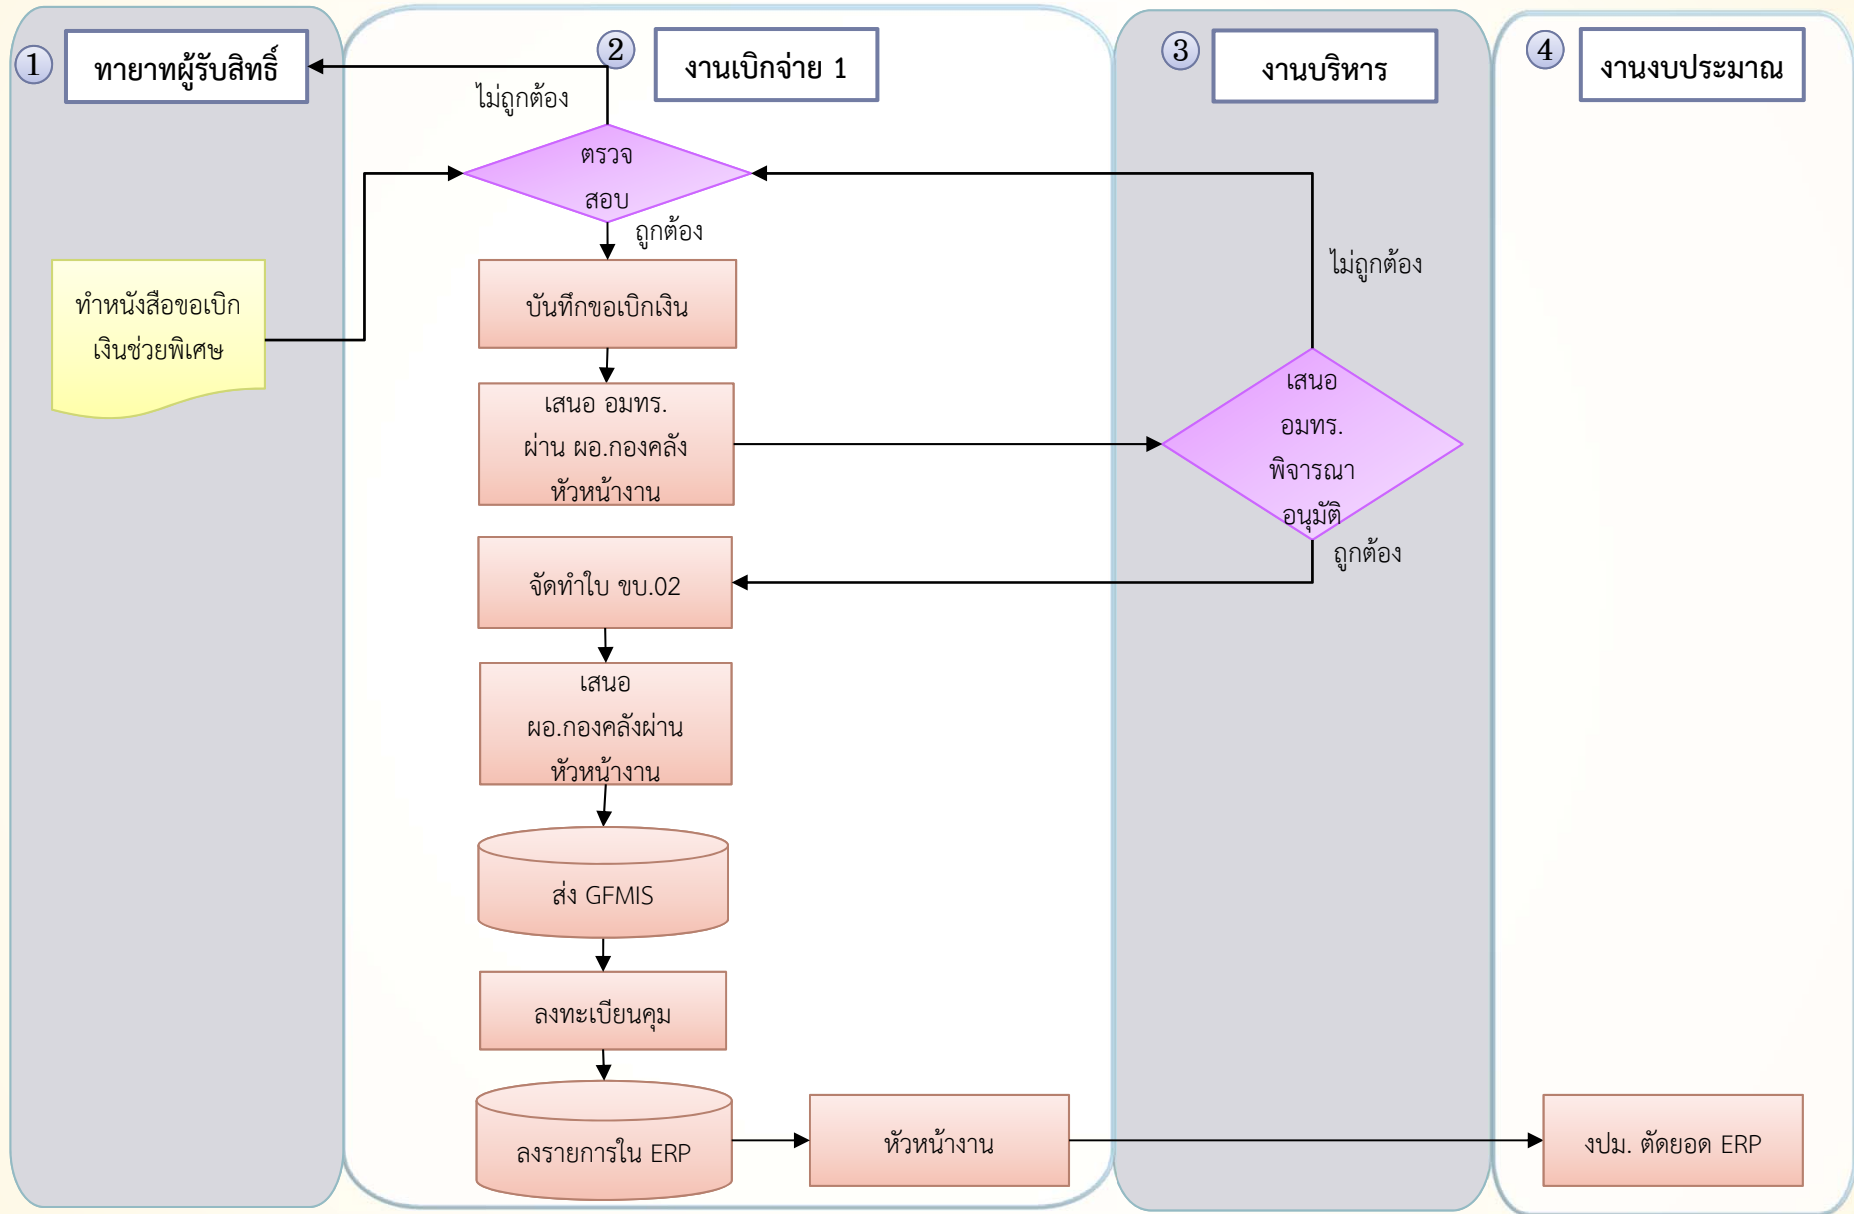 1
ทายาทผู้รับสิทธิ์
2
งานเบิกจ่าย 1
3
งานบริหาร
4
งานงบประมาณ
ไม่ถูกต้อง
ตรวจ
สอบ
ถูกต้อง
ทำหนังสือขอเบิก
เงินช่วยพิเศษ
บันทึกขอเบิกเงิน
ไม่ถูกต้อง
เสนอ อมทร.
ผ่าน ผอ.กองคลัง
หัวหน้างาน
เสนอ
อมทร.
พิจารณา
อนุมัติ
ถูกต้อง
จัดทำใบ ขบ.02
เสนอ
ผอ.กองคลังผ่าน
หัวหน้างาน
ส่ง GFMIS
ลงทะเบียนคุม
ลงรายการใน ERP
หัวหน้างาน
งปม. ตัดยอด ERP